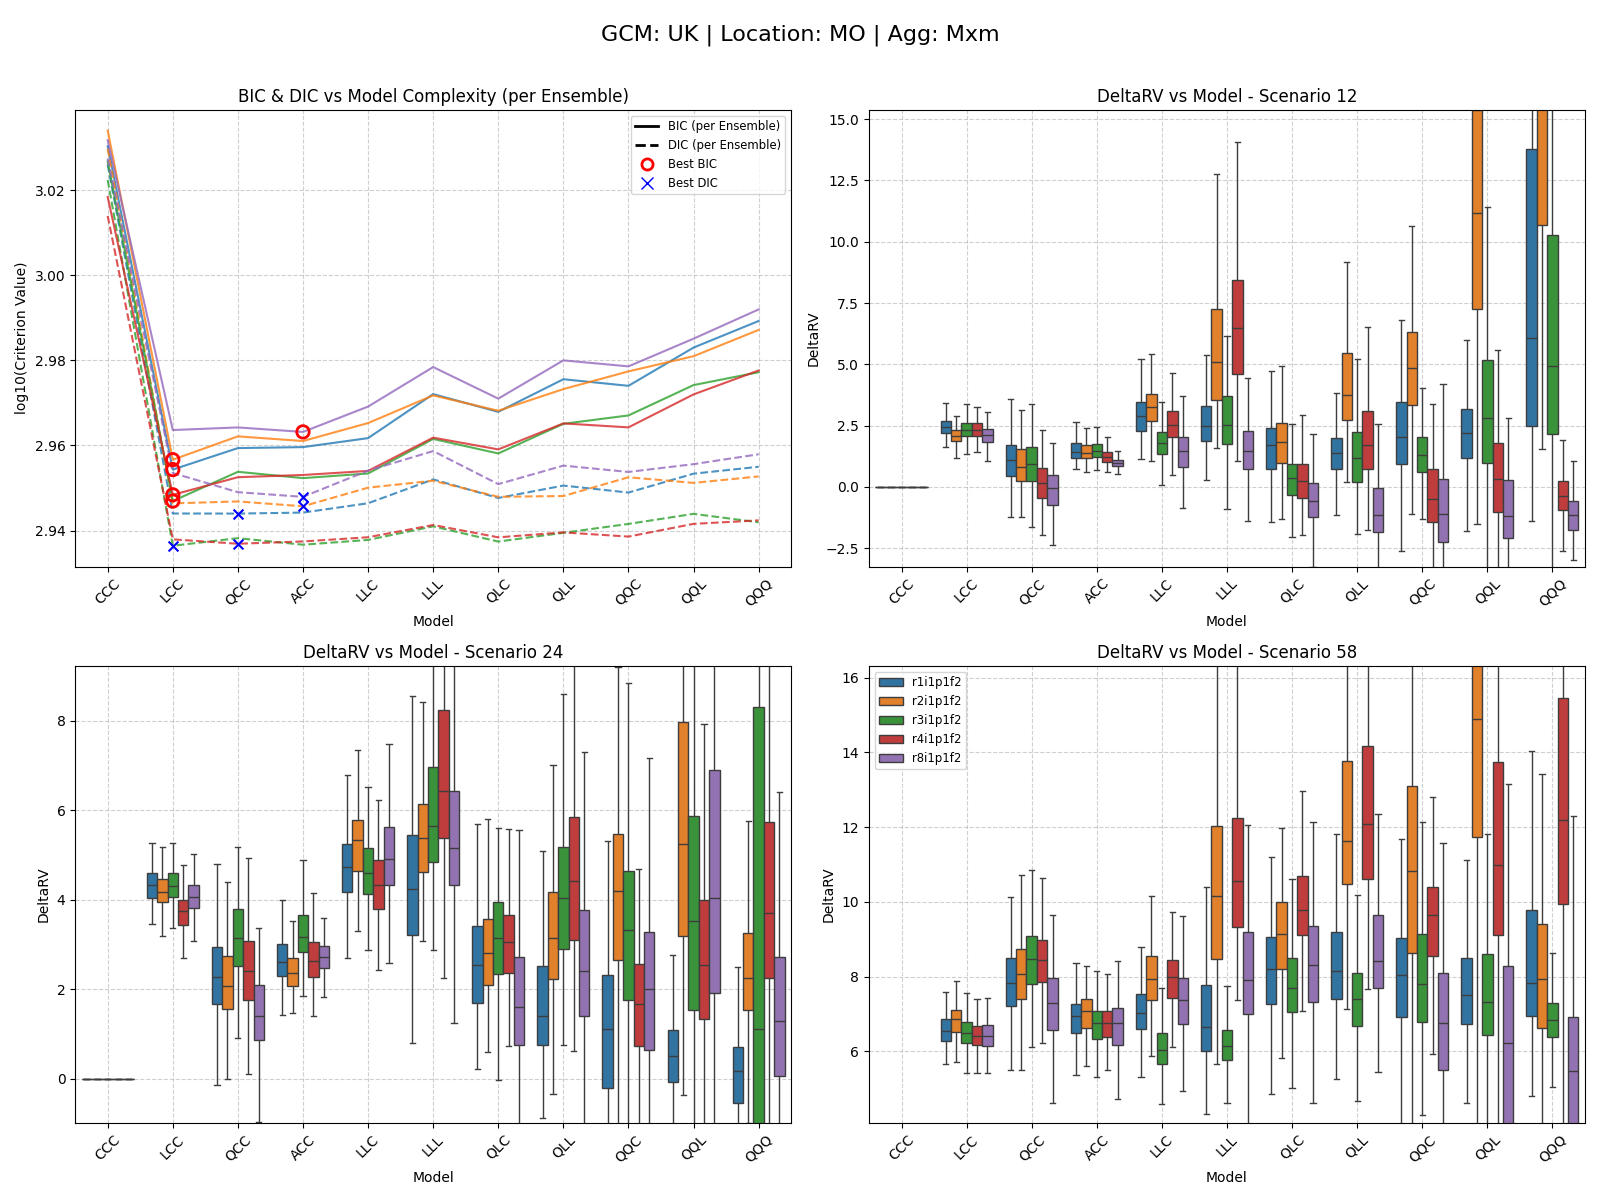 GCM: UK | Location: MO | Agg: Mxm
BIC & DIC vs Model Complexity (per Ensemble)
log10(Criterion Value)
3.02
3.00
2.98
2.96
2.94
BIC (per Ensemble)
DIC (per Ensemble)
Best BIC
Best DIC
CCC LCC QCC ACC LLC LLL QLC QLL QQC QQL QQQ
Model
DeltaRV vs Model - Scenario 12
DeltaRV
15.0
12.5
10.0
7.5
5.0
2.5
0.0
−2.5
CCC LCC QCC ACC LLC LLL QLC QLL QQC QQL QQQ
Model
DeltaRV vs Model - Scenario 24
DeltaRV
8
6
4
2
0
CCC LCC QCC ACC LLC LLL QLC QLL QQC QQL QQQ
Model
DeltaRV vs Model - Scenario 58
DeltaRV
16
14
12
10
8
6
r1i1p1f2
r2i1p1f2
r3i1p1f2
r4i1p1f2
r8i1p1f2
CCC LCC QCC ACC LLC LLL QLC QLL QQC QQL QQQ
Model